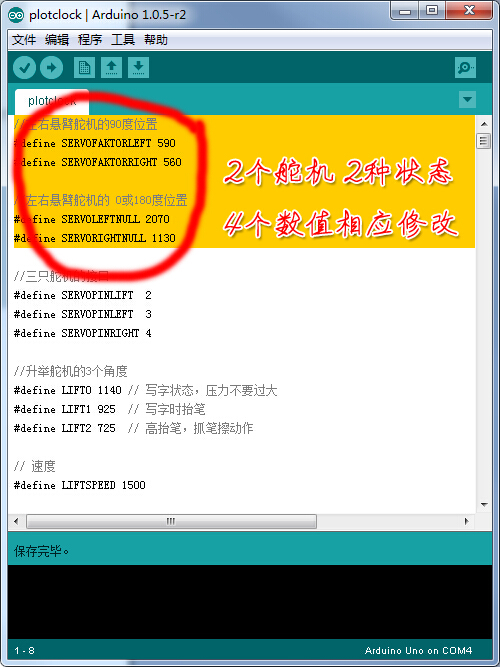 plotclock | Arduino 1.0.5-r2
文件 编辑 程序 工具 帮助
plotclock
//左右悬臂舵机的90度位置
#define SERVOFAKTORLEFT 590
#define SERVOFAKTORRIGHT 560
//左右悬臂舵机的 0或180度位置
#define SERVOLEFTNULL 2070
#define SERVORIGHTNULL 1130
2个舵机 2种状态
4个数值相应修改
//三只舵机的接口
#define SERVOPINLIFT 2
#define SERVOPINLEFT 3
#define SERVOPINRIGHT 4
//升举舵机的3个角度
#define LIFT0 1140 // 写字状态，压力不要过大
#define LIFT1 925 // 写字时抬笔
#define LIFT2 725 // 高抬笔，抓笔擦动作
// 速度
#define LIFTSPEED 1500
保存完毕。
1 - 8
Arduino Uno on COM4